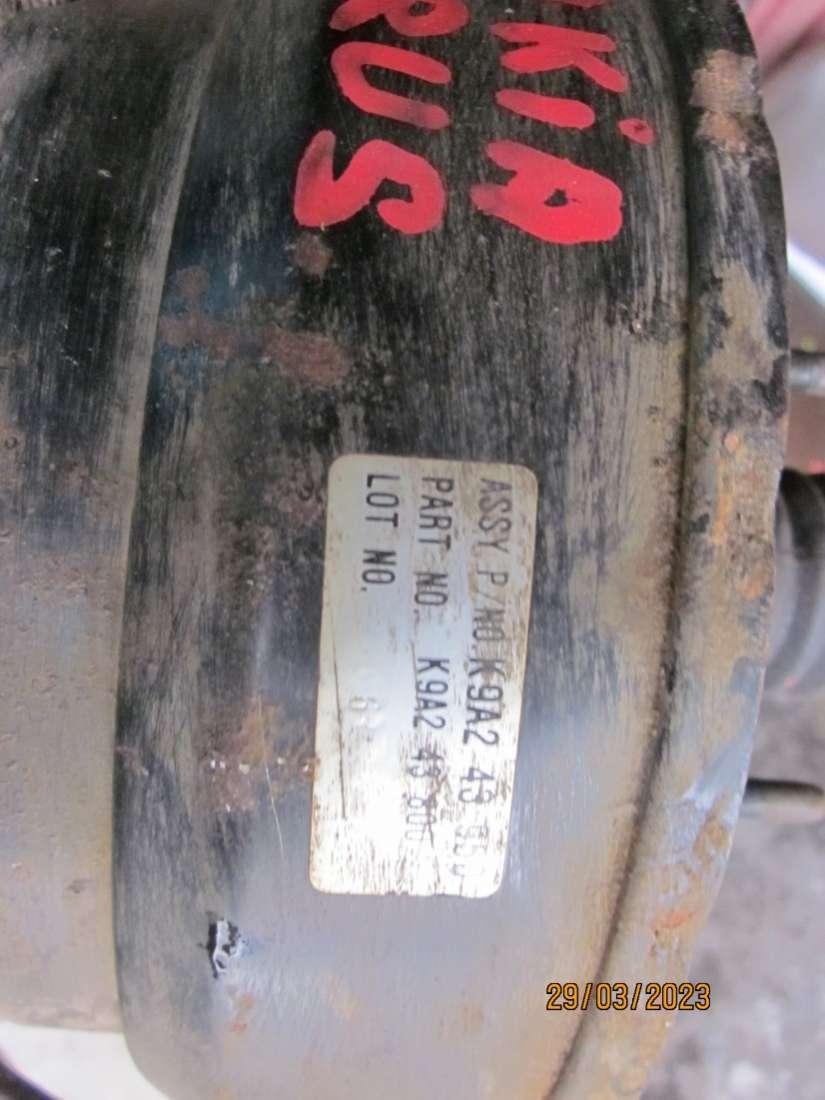 KiA
RUS
ASSY P/NO.K9A2 43 950
PART NO. K9A2 43 800
LOT NO.
29/03/2023